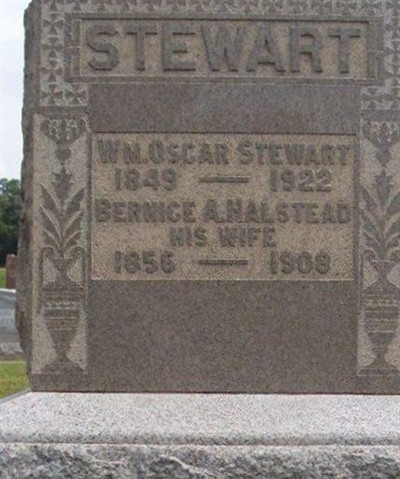 STEWART
WM. OSCAR STEWART
1849 — 1922
BERNICE A. HALSTEAD
HIS WIFE
1856 — 1908